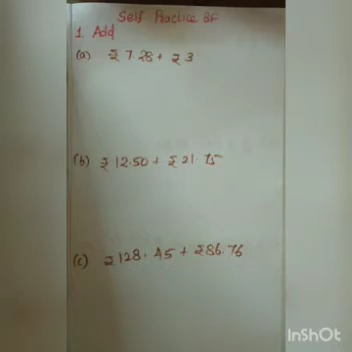 Self Practice 8F
1. Add
(a) ₹ 7.28 + ₹ 3
(b) ₹ 12.50 + ₹ 21.75
(c) ₹ 128.45 + ₹ 86.76
InShOt